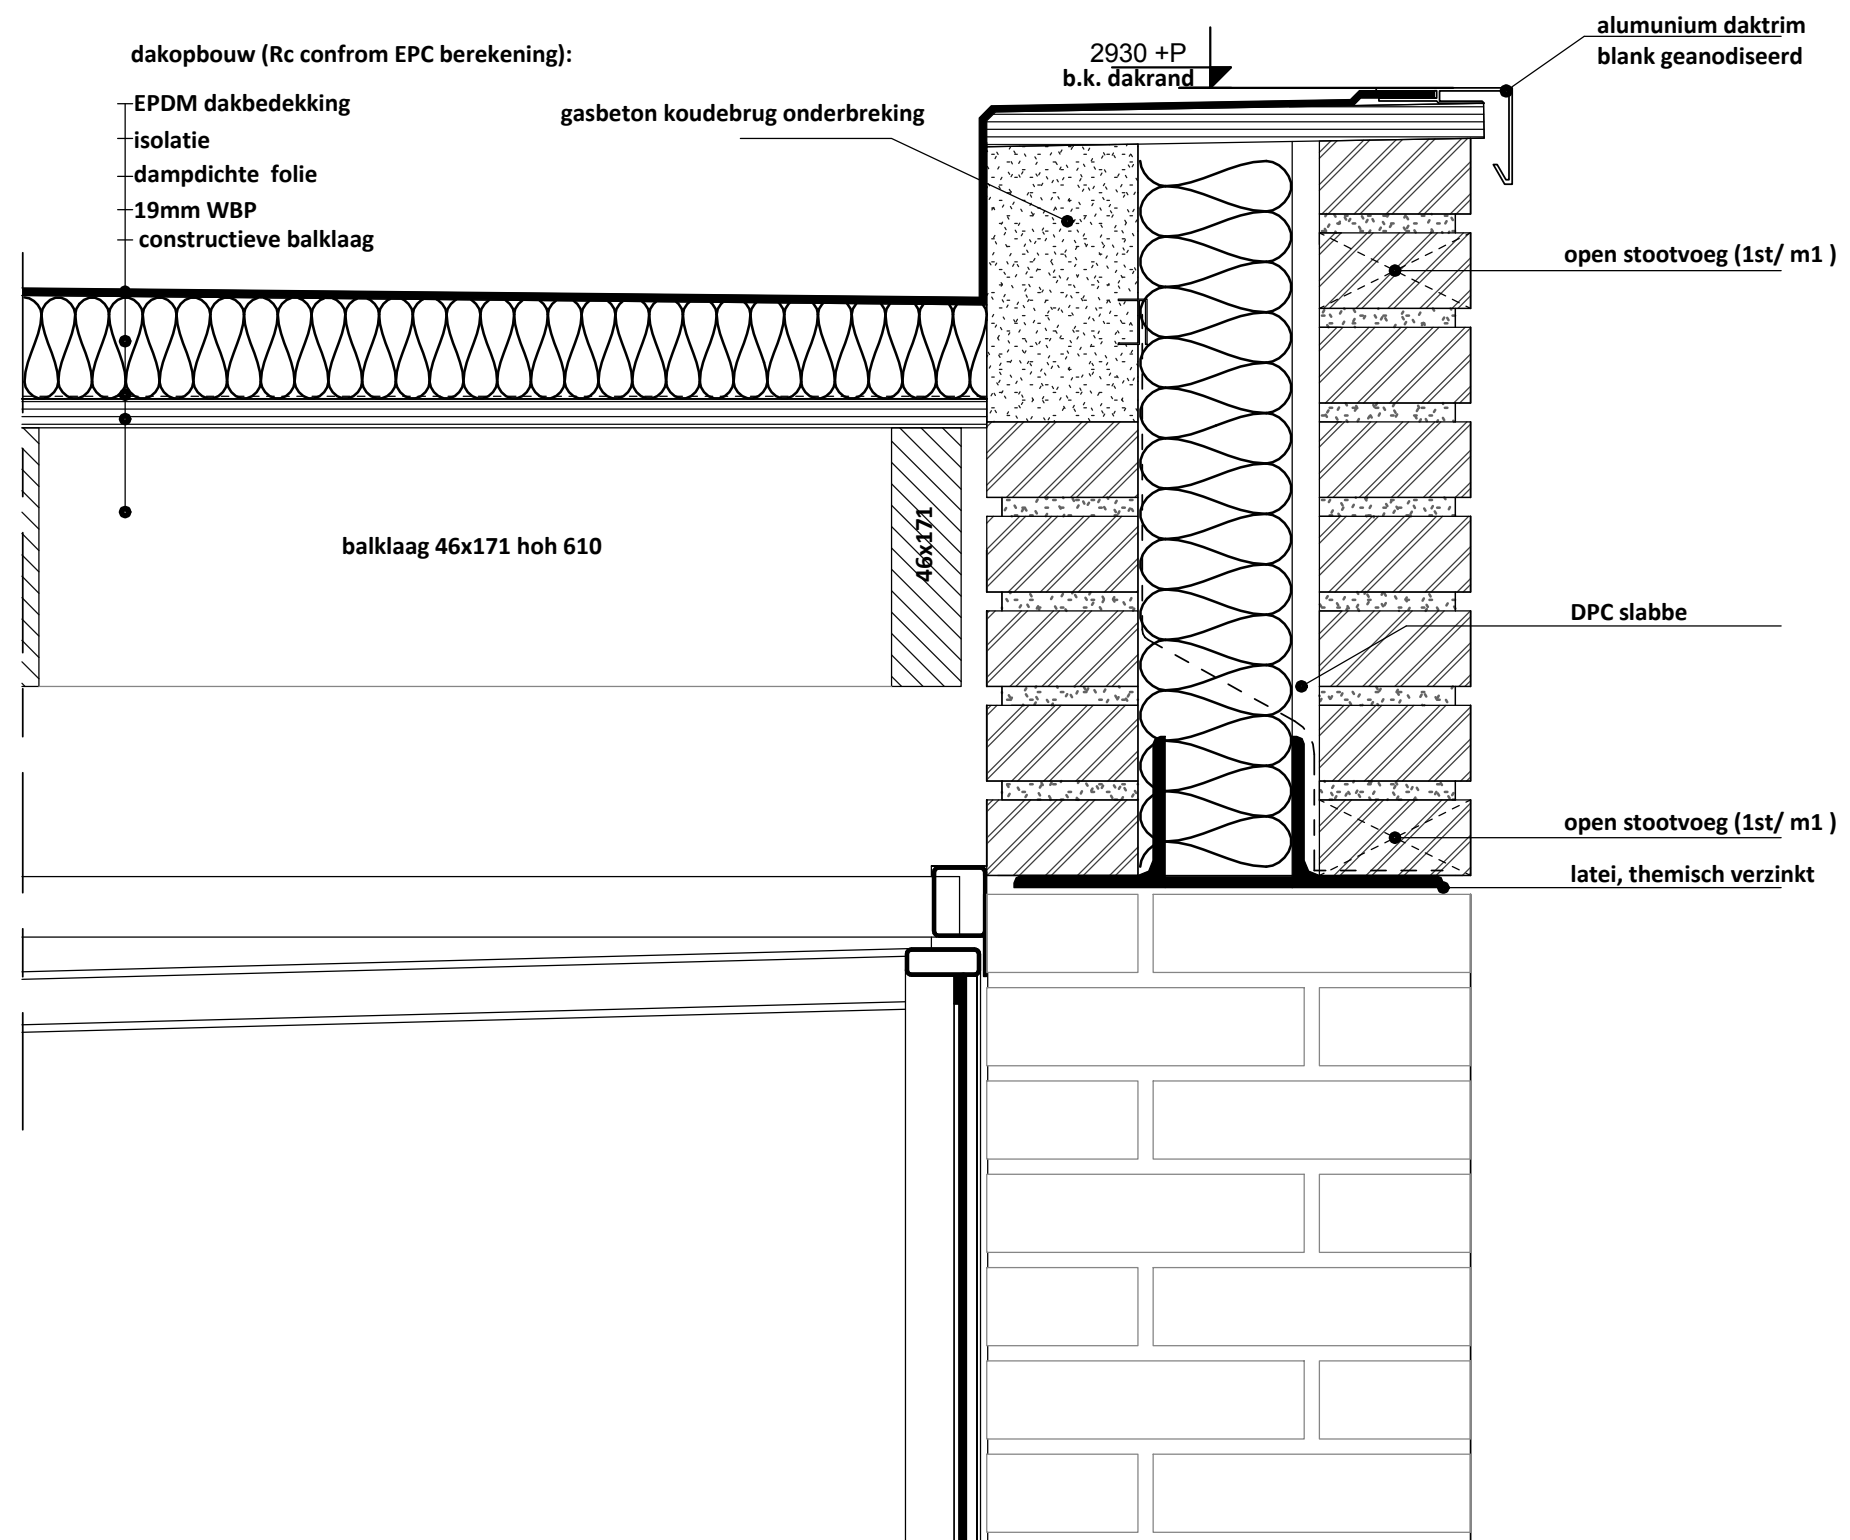 dakopbouw (Rc confrom EPC berekening):
EPDM dakbedekking
isolatie
dampdichte folie
19mm WBP
constructieve balklaag
gasbeton koudebrug onderbreking
2930 +P
b.k. dakrand
alumunium daktrim
blank geanodiseerd
open stootvoeg (1st/ m1 )
balklaag 46x171 hoh 610
46x171
DPC slabbe
open stootvoeg (1st/ m1 )
latei, themisch verzinkt